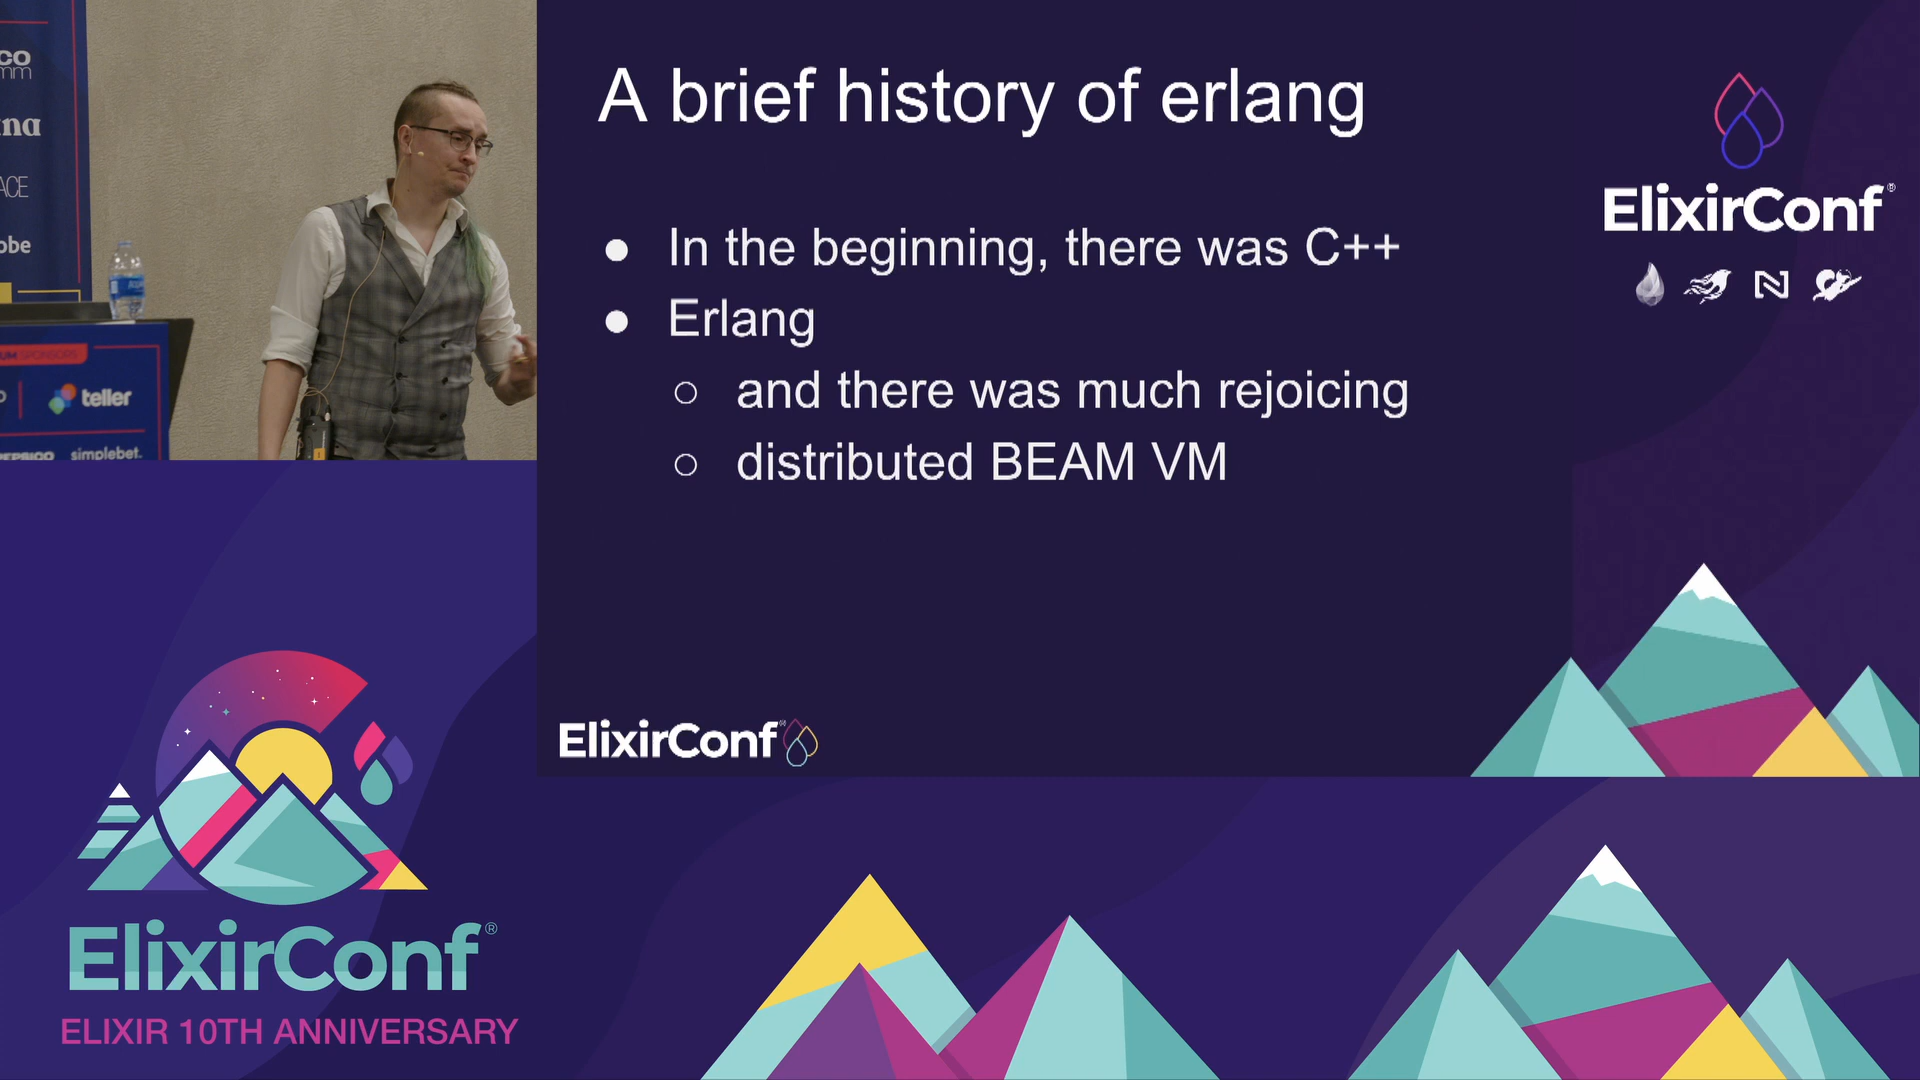 A brief history of erlang
In the beginning, there was C++
Erlang
and there was much rejoicing
distributed BEAM VM
ElixirConf®
ElixirConf
teller
simplebet.
ElixirConf®
ELIXIR 10TH ANNIVERSARY